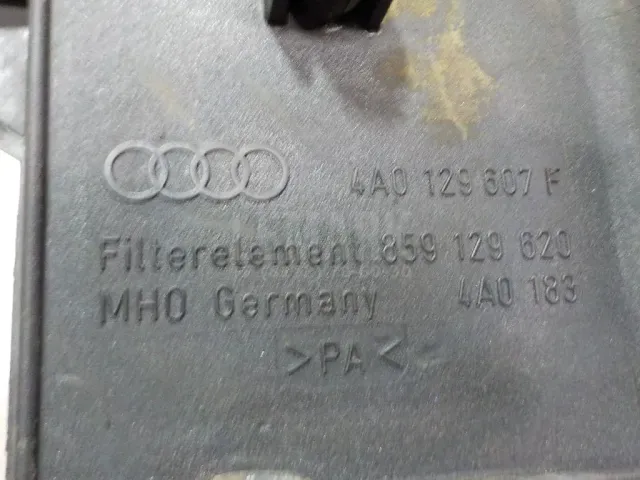 4A0 129 607 F
Filterelement 859 129 620
MHO Germany 4A0 183
>PA<